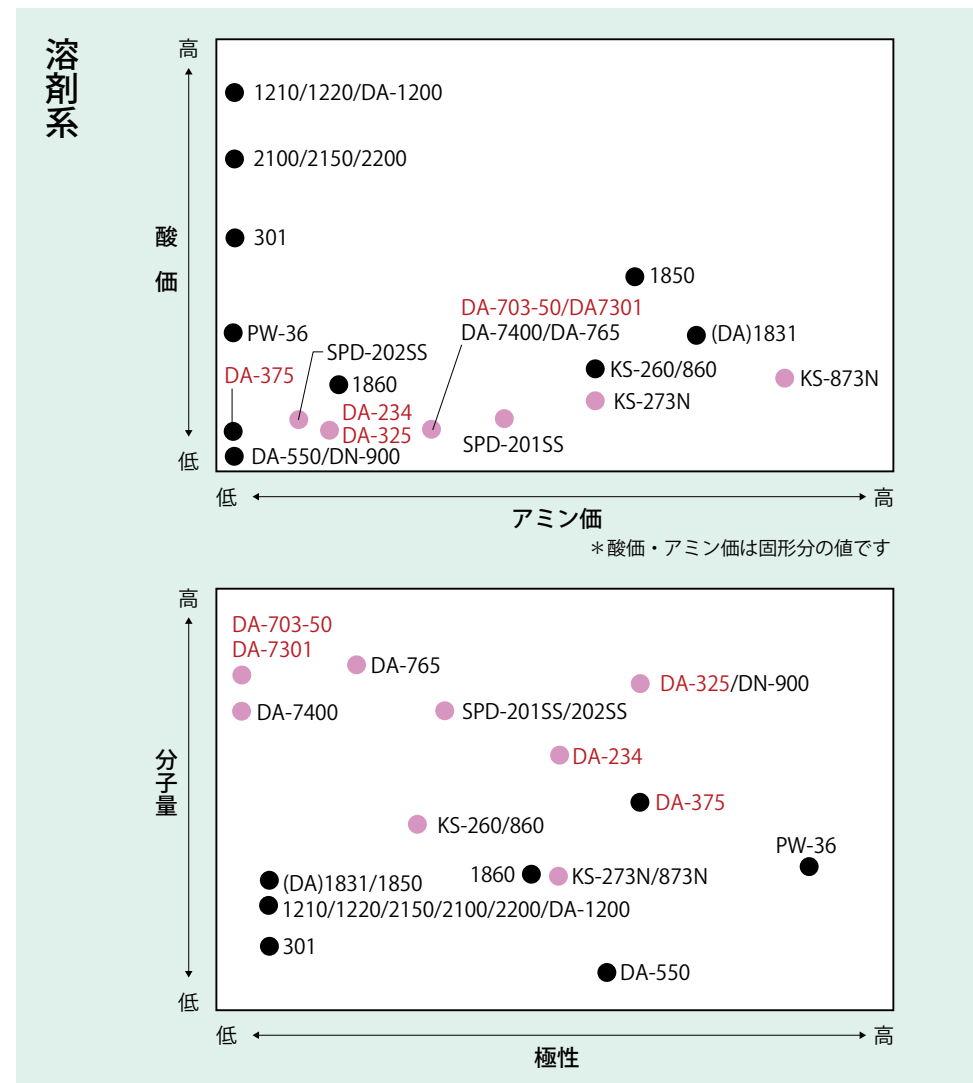 溶剤系
高
1210/1220/DA-1200
2100/2150/2200
301
酸価
1850
DA-703-50/DA7301
DA-7400/DA-765
(DA)1831
PW-36
SPD-202SS
DA-375
1860
KS-260/860
KS-873N
KS-273N
DA-234
DA-325
SPD-201SS
DA-550/DN-900
低
低
高
アミン価
＊酸価・アミン価は固形分の値です
高
DA-703-50
DA-7301
DA-765
DA-325/DN-900
DA-7400
SPD-201SS/202SS
DA-234
分子量
DA-375
KS-260/860
PW-36
1860
KS-273N/873N
(DA)1831/1850
1210/1220/2150/2100/2200/DA-1200
301
DA-550
低
低
高
極性